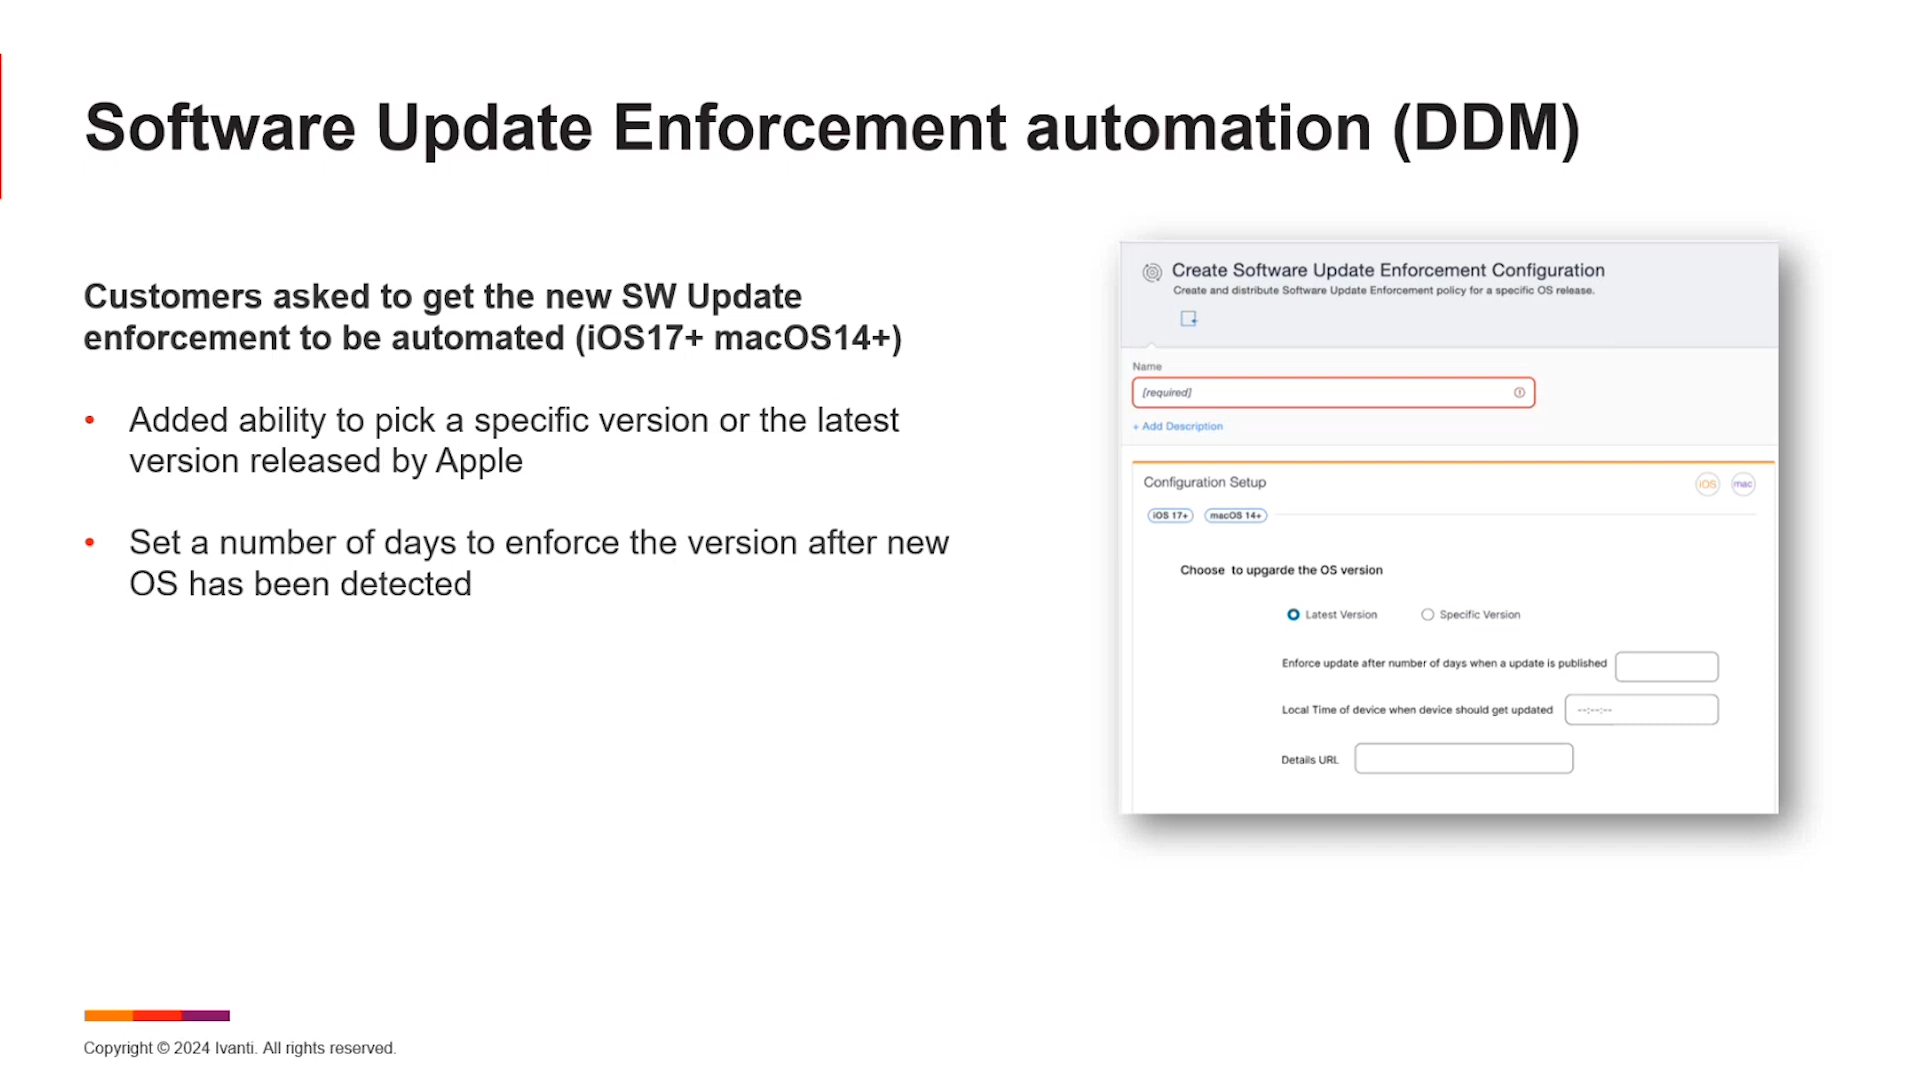 Software Update Enforcement automation (DDM)
Customers asked to get the new SW Update
enforcement to be automated (iOS17+ macOS14+)
• Added ability to pick a specific version or the latest
version released by Apple
• Set a number of days to enforce the version after new
OS has been detected
Create Software Update Enforcement Configuration
Create and distribute Software Update Enforcement policy for a specific OS release.
Name
[required]
+ Add Description
Configuration Setup
iOS mac
iOS 17+ macOS 14+
Choose to upgarde the OS version
Latest Version Specific Version
Enforce update after number of days when a update is published
Local Time of device when device should get updated --:--:--
Details URL
Copyright © 2024 Ivanti. All rights reserved.